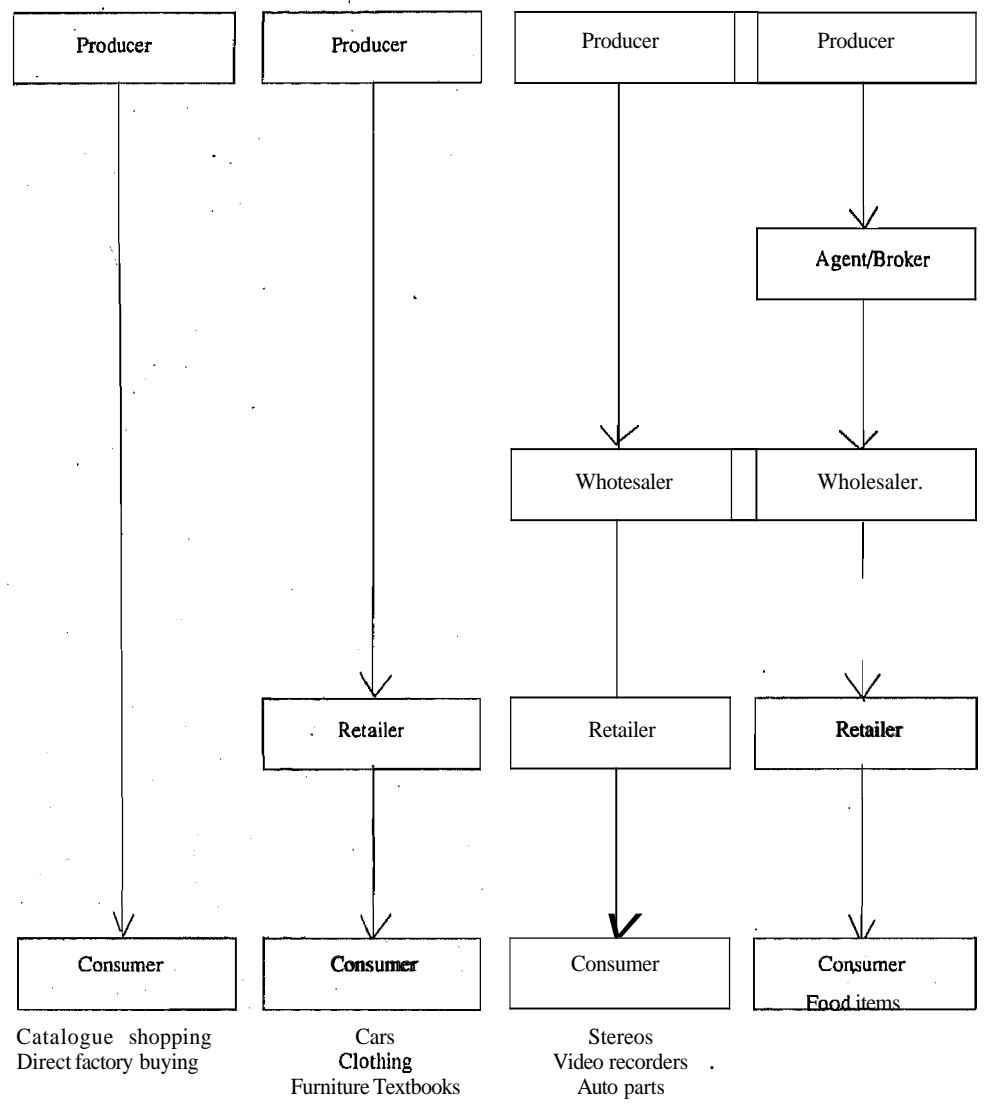 Producer
Producer
Producer
Producer
Agent/Broker
Whotesaler
Wholesaler.
Retailer
Retailer
Retailer
Consumer
Consumer
Consumer
Consumer
Food items
Catalogue shopping
Direct factory buying
Cars
Clothing
Furniture Textbooks
Stereos
Video recorders .
Auto parts